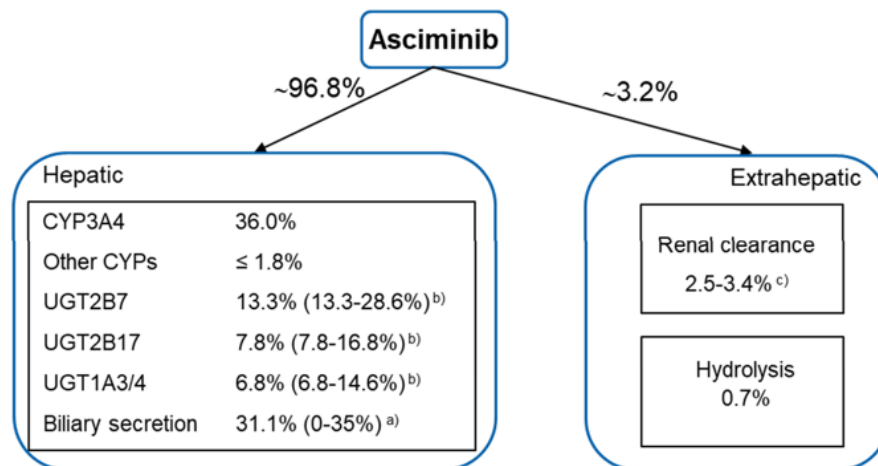 Asciminib
~96.8%
~3.2%
Hepatic
CYP3A4 36.0%
Other CYPs ≤ 1.8%
UGT2B7 13.3% (13.3-28.6%) b)
UGT2B17 7.8% (7.8-16.8%) b)
UGT1A3/4 6.8% (6.8-14.6%) b)
Biliary secretion 31.1% (0-35%) a)
Extrahepatic
Renal clearance
2.5-3.4% c)
Hydrolysis
0.7%